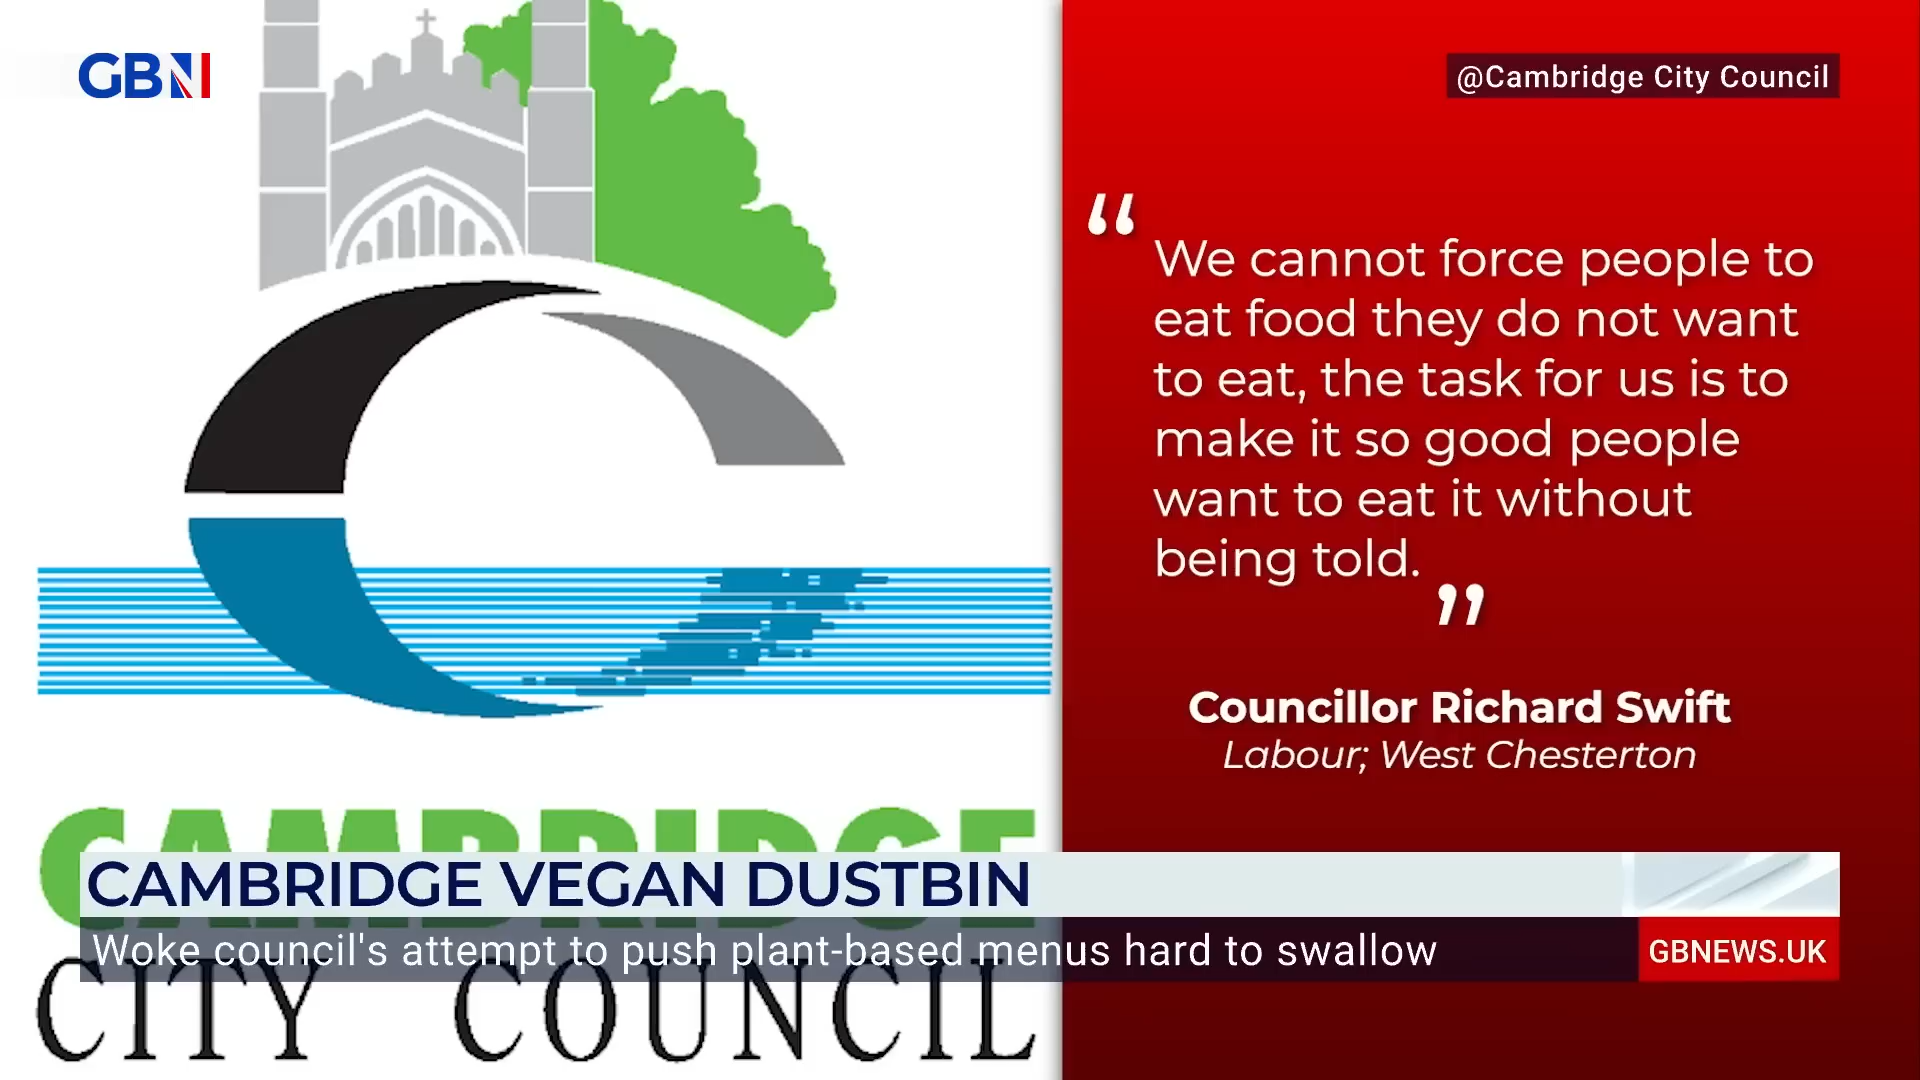 GBN
@Cambridge City Council
“
We cannot force people to
eat food they do not want
to eat, the task for us is to
make it so good people
want to eat it without
being told.
”
Councillor Richard Swift
Labour; West Chesterton
CAMBRIDGE
CAMBRIDGE VEGAN DUSTBIN
Woke council's attempt to push plant-based menus hard to swallow
GBNEWS.UK
CITY COUNCIL